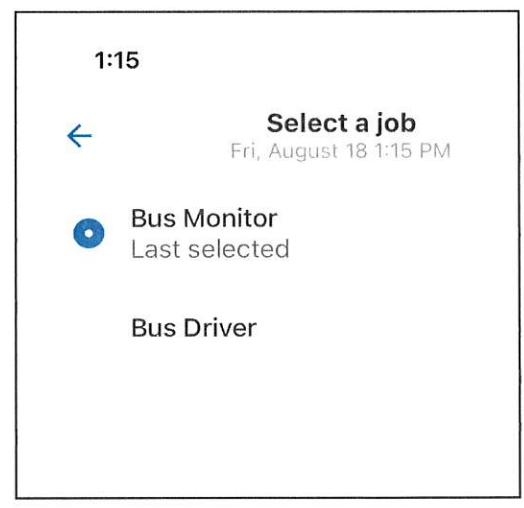 1:15
Select a job
Fri, August 18 1:15 PM
Bus Monitor
Last selected
Bus Driver